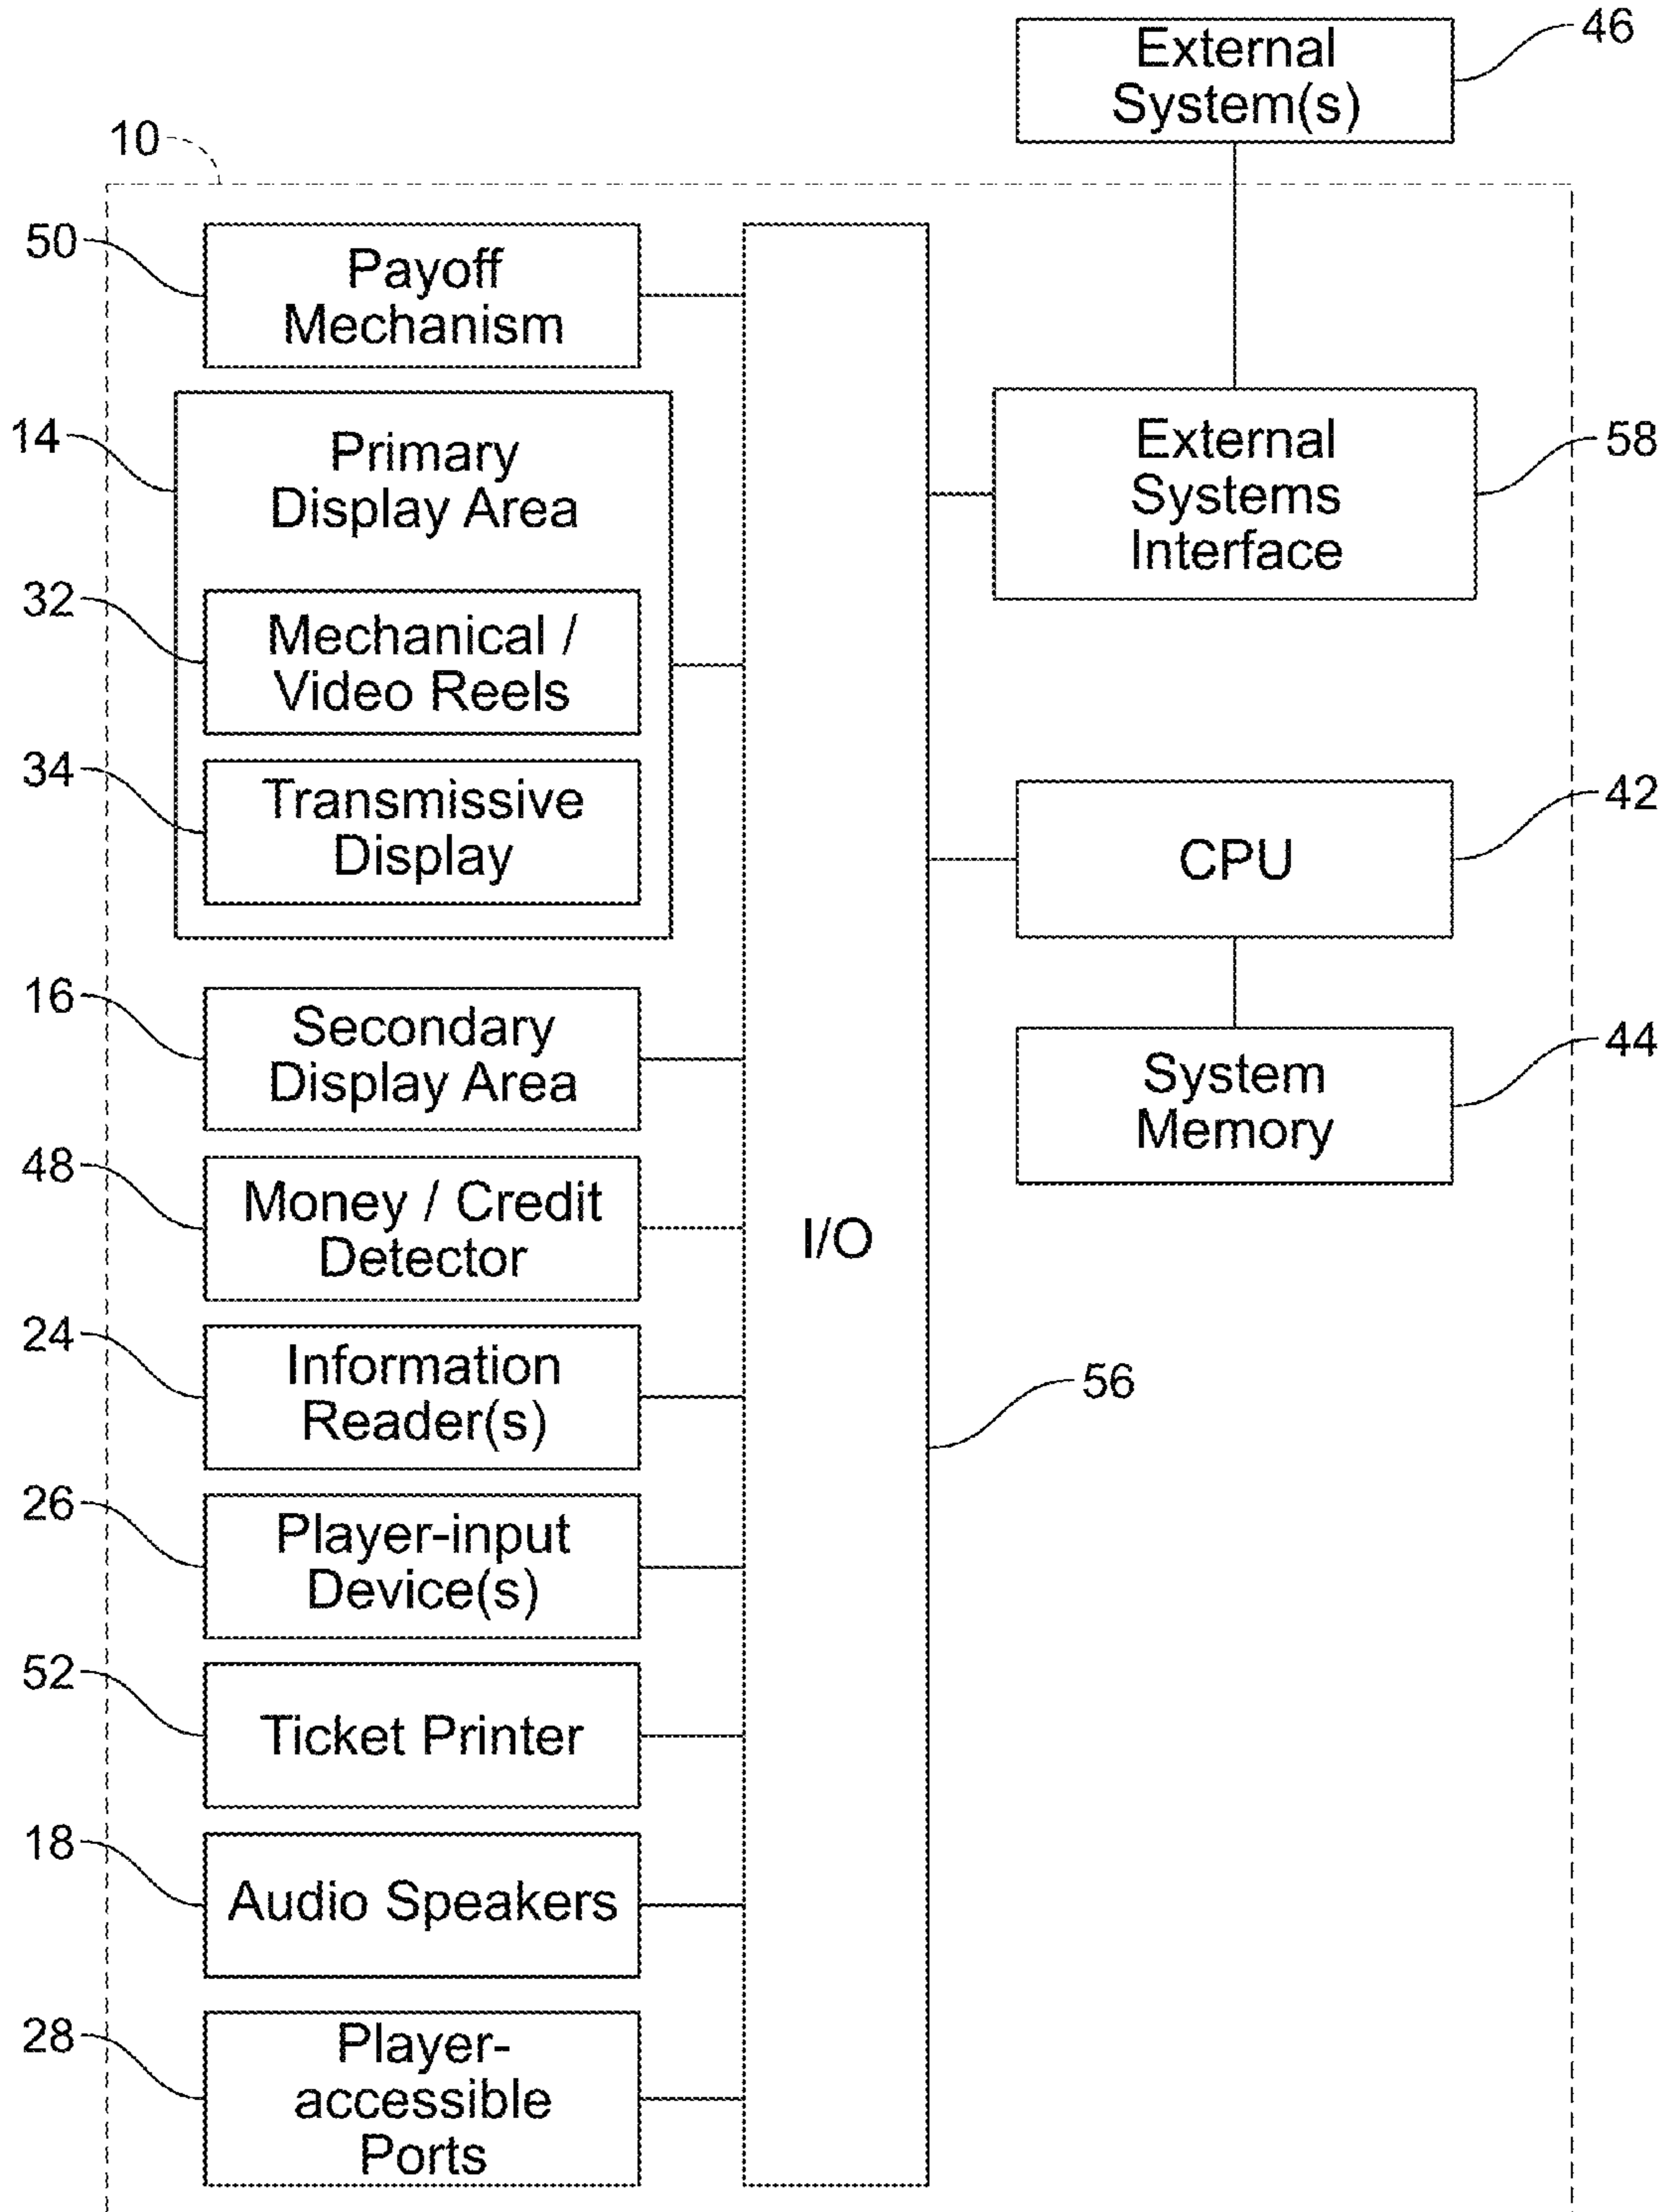 External
System(s)
46
10
50
Payoff
Mechanism
14
Primary
Display Area
32
Mechanical /
Video Reels
34
Transmissive
Display
16
Secondary
Display Area
48
Money / Credit
Detector
24
Information
Reader(s)
26
Player-input
Device(s)
52
Ticket Printer
18
Audio Speakers
28
Player-
accessible
Ports
I/O
56
External
Systems
Interface
58
CPU
42
System
Memory
44